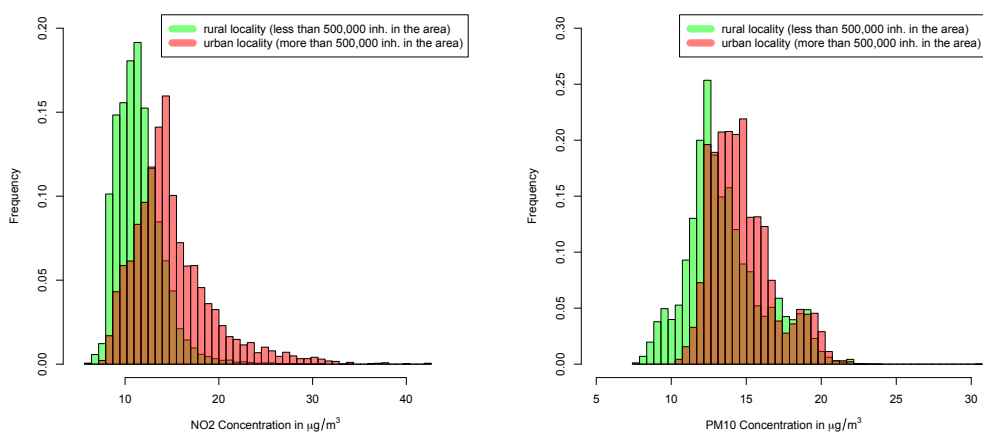 rural locality (less than 500,000 inh. in the area)
urban locality (more than 500,000 inh. in the area)
Frequency
0.20
0.15
0.10
0.05
0.00
10
20
30
40
NO2 Concentration in μg/m³
rural locality (less than 500,000 inh. in the area)
urban locality (more than 500,000 inh. in the area)
Frequency
0.30
0.25
0.20
0.15
0.10
0.05
0.00
5
10
15
20
25
30
PM10 Concentration in μg/m³